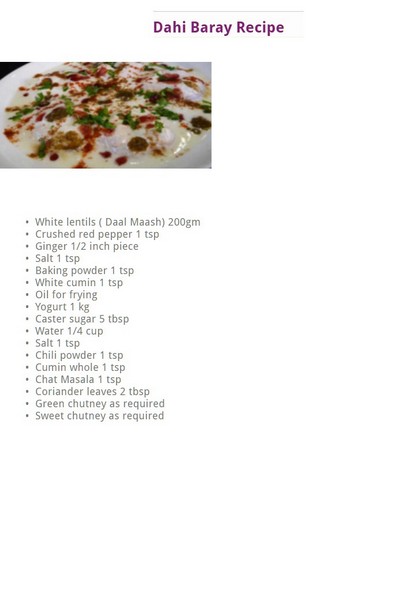 Dahi Baray Recipe
• White lentils ( Daal Maash) 200gm
• Crushed red pepper 1 tsp
• Ginger 1/2 inch piece
• Salt 1 tsp
• Baking powder 1 tsp
• White cumin 1 tsp
• Oil for frying
• Yogurt 1 kg
• Caster sugar 5 tbsp
• Water 1/4 cup
• Salt 1 tsp
• Chili powder 1 tsp
• Cumin whole 1 tsp
• Chat Masala 1 tsp
• Coriander leaves 2 tbsp
• Green chutney as required
• Sweet chutney as required